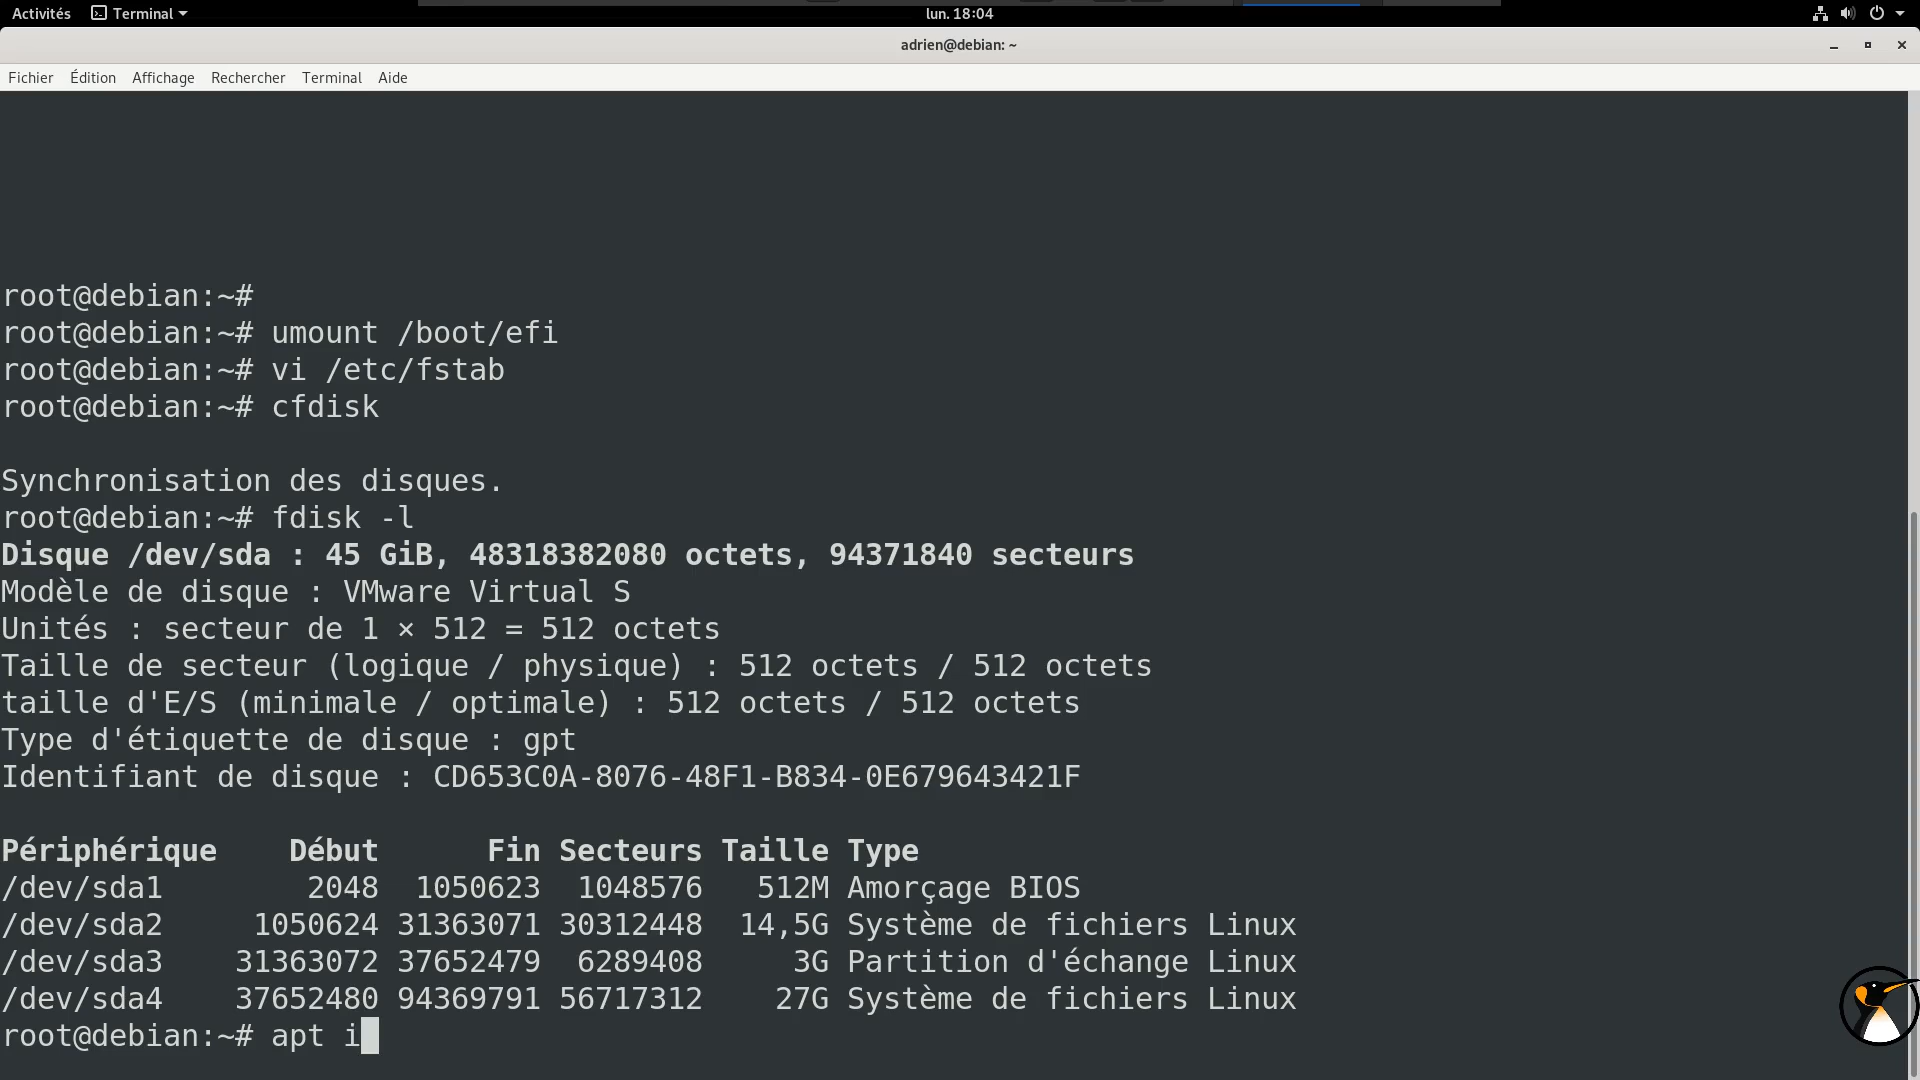 Activités Terminal lun. 18:04
adrien@debian: ~
Fichier Édition Affichage Rechercher Terminal Aide
root@debian:~#
root@debian:~# umount /boot/efi
root@debian:~# vi /etc/fstab
root@debian:~# cfdisk
Synchronisation des disques.
root@debian:~# fdisk -l
Disque /dev/sda : 45 GiB, 48318382080 octets, 94371840 secteurs
Modèle de disque : VMware Virtual S
Unités : secteur de 1 × 512 = 512 octets
Taille de secteur (logique / physique) : 512 octets / 512 octets
taille d'E/S (minimale / optimale) : 512 octets / 512 octets
Type d'étiquette de disque : gpt
Identifiant de disque : CD653C0A-8076-48F1-B834-0E679643421F
Périphérique Début Fin Secteurs Taille Type
/dev/sda1 2048 1050623 1048576 512M Amorçage BIOS
/dev/sda2 1050624 31363071 30312448 14,5G Système de fichiers Linux
/dev/sda3 31363072 37652479 6289408 3G Partition d'échange Linux
/dev/sda4 37652480 94369791 56717312 27G Système de fichiers Linux
root@debian:~# apt i